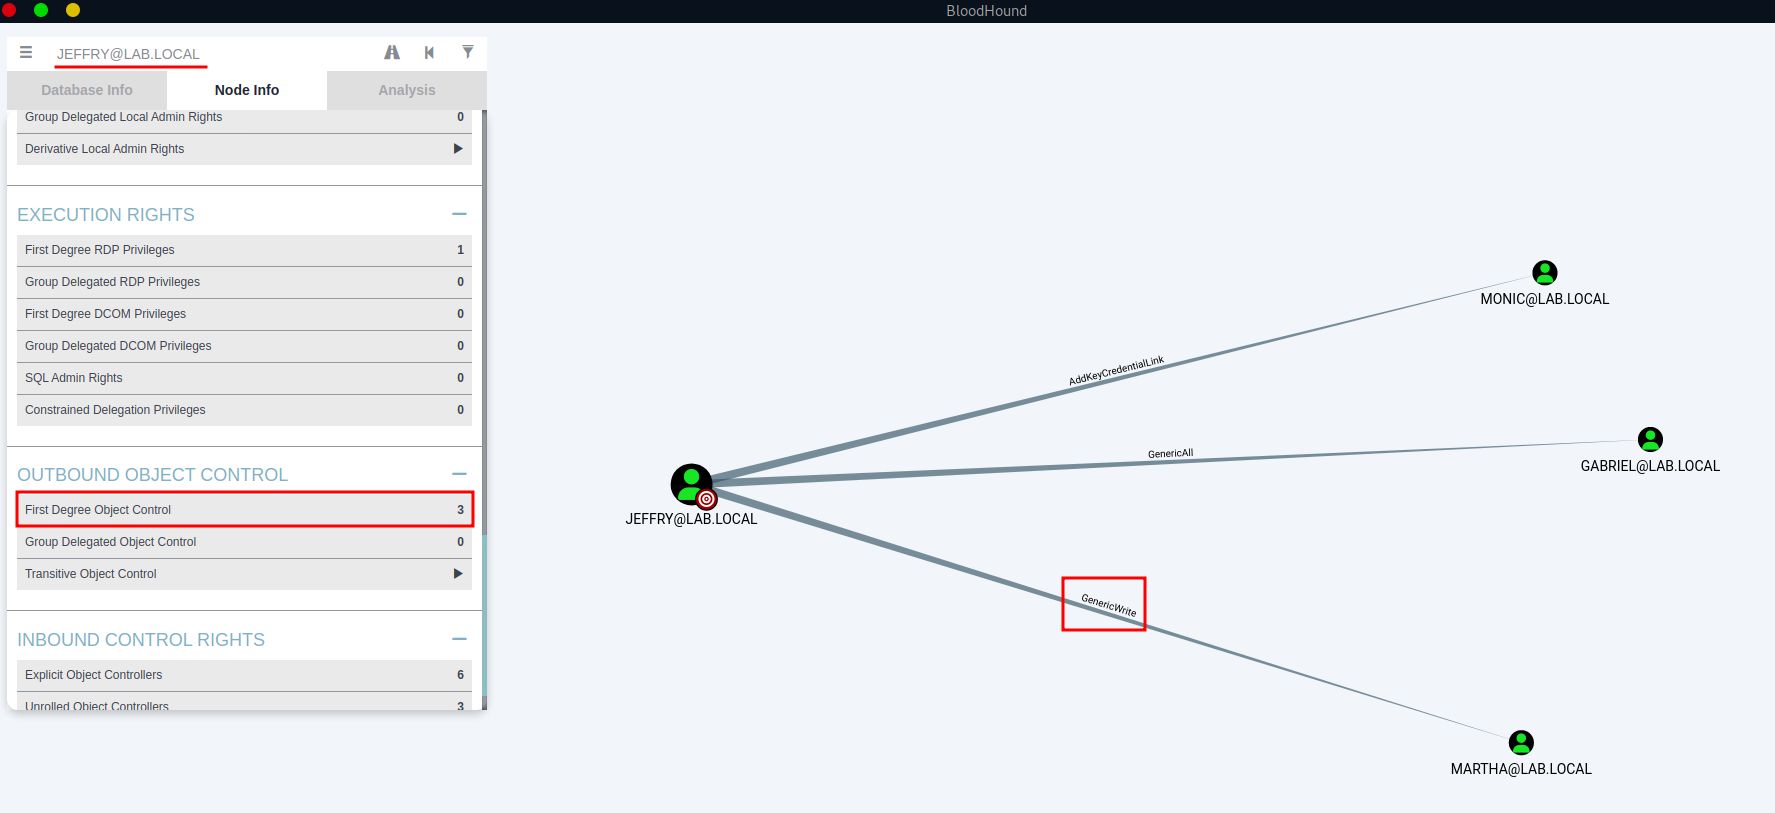 BloodHound
JEFFRY@LAB.LOCAL
Database Info Node Info Analysis
Group Delegated Local Admin Rights 0
Derivative Local Admin Rights
EXECUTION RIGHTS
First Degree RDP Privileges 1
Group Delegated RDP Privileges 0
First Degree DCOM Privileges 0
Group Delegated DCOM Privileges 0
SQL Admin Rights 0
Constrained Delegation Privileges 0
OUTBOUND OBJECT CONTROL
First Degree Object Control 3
Group Delegated Object Control 0
Transitive Object Control
INBOUND CONTROL RIGHTS
Explicit Object Controllers 6
Unrolled Object Controllers 3
MONIC@LAB.LOCAL
AddKeyCredentialLink
GenericAll
GABRIEL@LAB.LOCAL
JEFFRY@LAB.LOCAL
GenericWrite
MARTHA@LAB.LOCAL